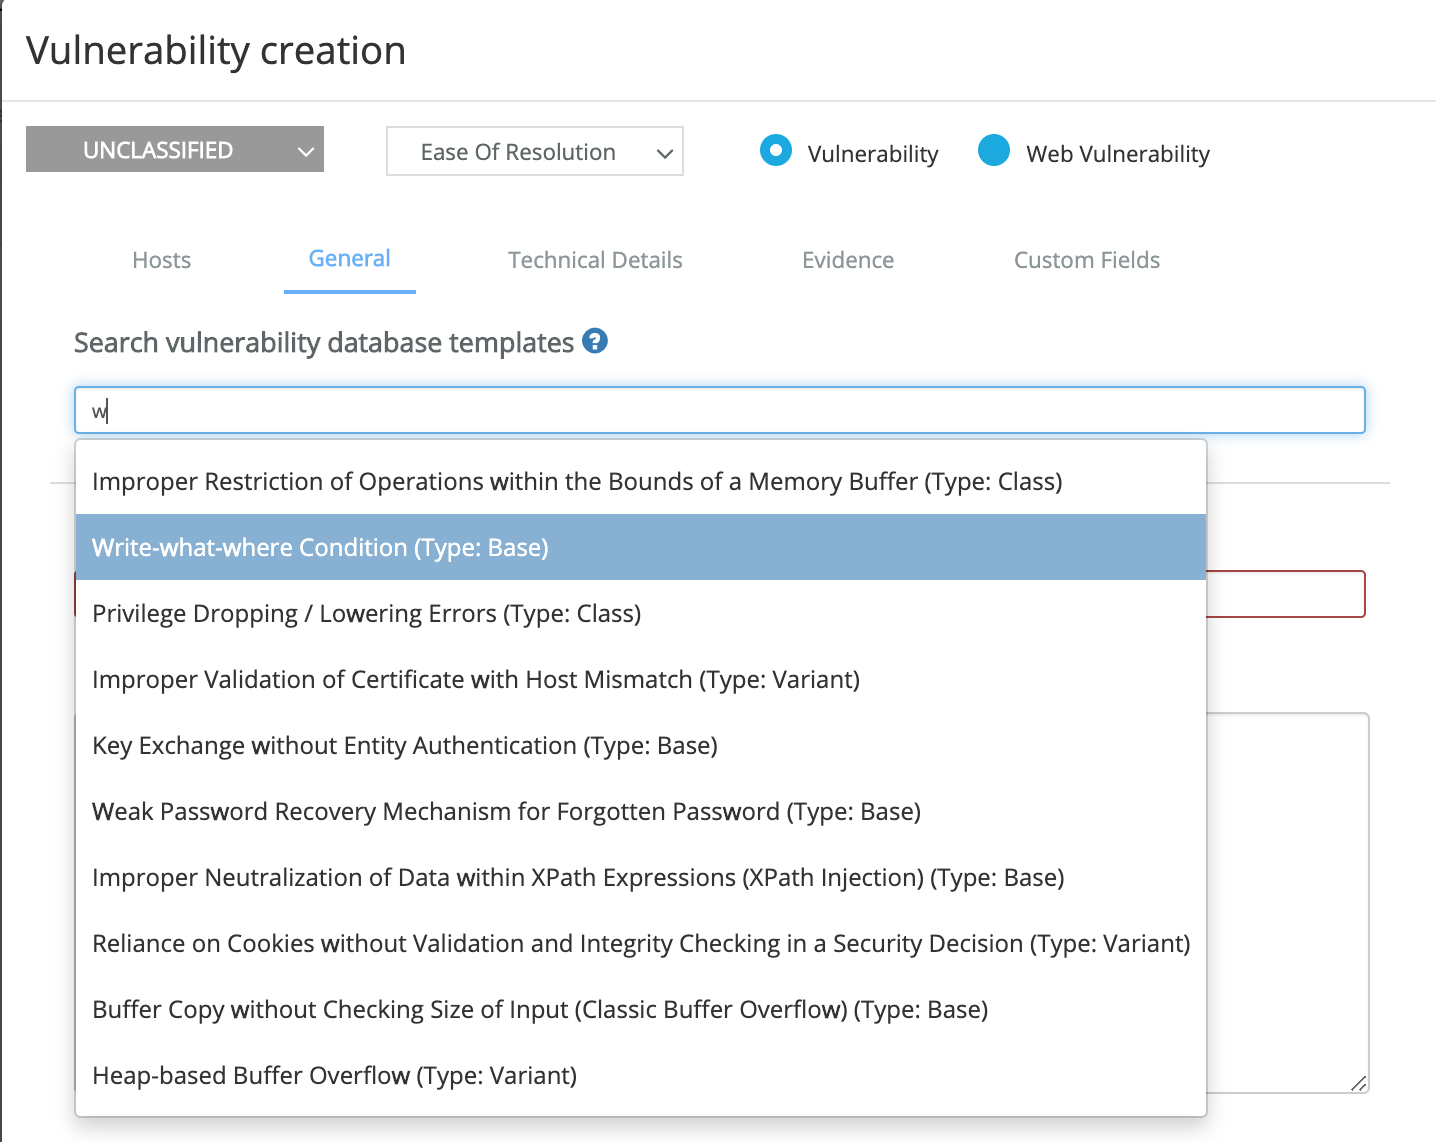 Vulnerability creation
UNCLASSIFIED
Ease Of Resolution
Vulnerability
Web Vulnerability
Hosts
General
Technical Details
Evidence
Custom Fields
Search vulnerability database templates ?
w
Improper Restriction of Operations within the Bounds of a Memory Buffer (Type: Class)
Write-what-where Condition (Type: Base)
Privilege Dropping / Lowering Errors (Type: Class)
Improper Validation of Certificate with Host Mismatch (Type: Variant)
Key Exchange without Entity Authentication (Type: Base)
Weak Password Recovery Mechanism for Forgotten Password (Type: Base)
Improper Neutralization of Data within XPath Expressions (XPath Injection) (Type: Base)
Reliance on Cookies without Validation and Integrity Checking in a Security Decision (Type: Variant)
Buffer Copy without Checking Size of Input (Classic Buffer Overflow) (Type: Base)
Heap-based Buffer Overflow (Type: Variant)